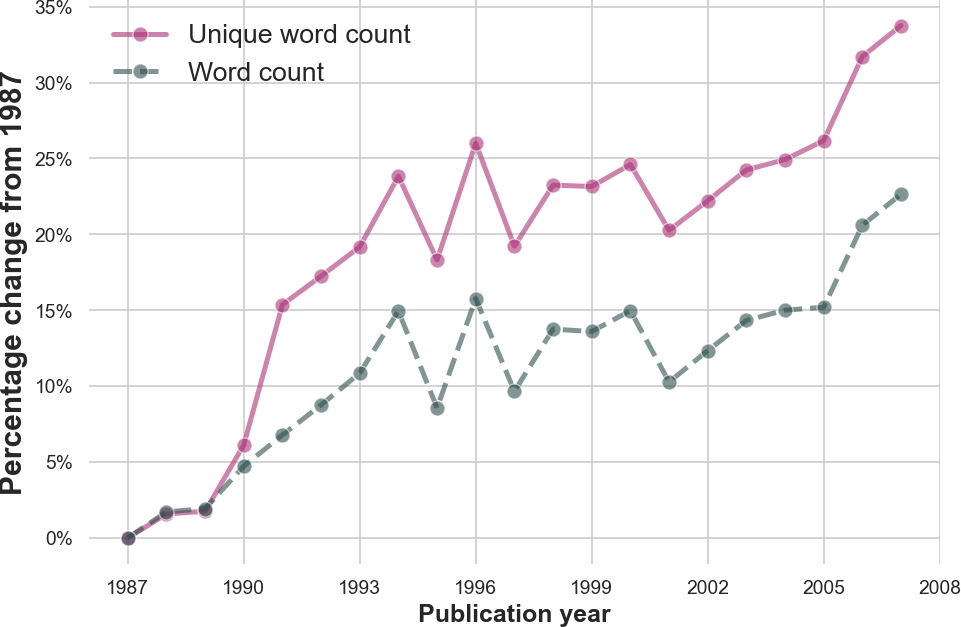 35%
Unique word count
Word count
30%
25%
20%
15%
10%
5%
0%
Percentage change from 1987
1987 1990 1993 1996 1999 2002 2005 2008
Publication year